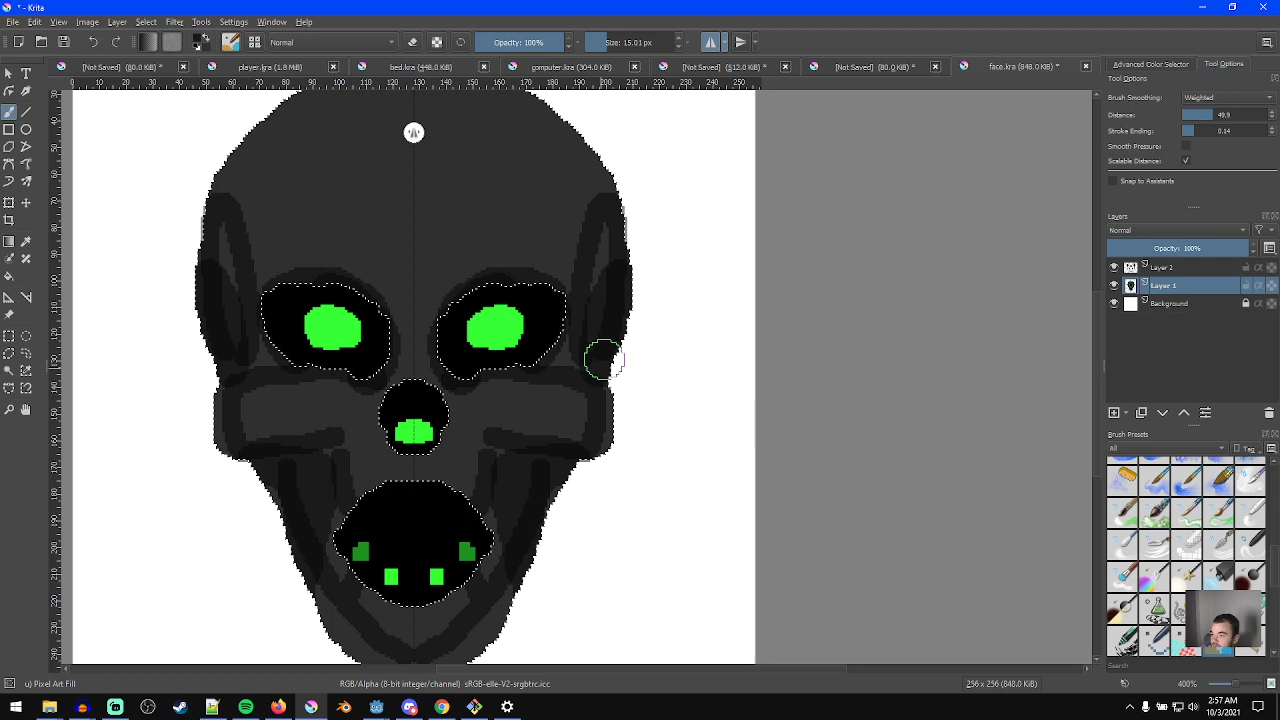 * - Krita
File Edit View Image Layer Select Filter Tools Settings Window Help
Normal Opacity: 100% Size: 15.01 px
[Not Saved] (80.0 KiB) * player.kra (1.8 MiB) bed.kra (448.0 KiB) computer.kra (304.0 KiB) [Not Saved] (512.0 KiB) * [Not Saved] (80.0 KiB) * face.kra (848.0 KiB) *
Advanced Color Selector Tool Options
Tool Options
Brush Smoothing: Weighted
Distance: 49.9
Stroke Ending: 0.14
Smooth Pressure:
Scalable Distance:
Snap to Assistants
Layers
Normal
Opacity: 100%
Layer 2
Layer 1
Background
Brush Presets
All Tag
Search
u) Pixel Art Fill RGB/Alpha (8-bit integer/channel) sRGB-elle-V2-srgbtrc.icc 256 x 256 (848.0 KiB) 400%
2:57 AM
10/3/2021